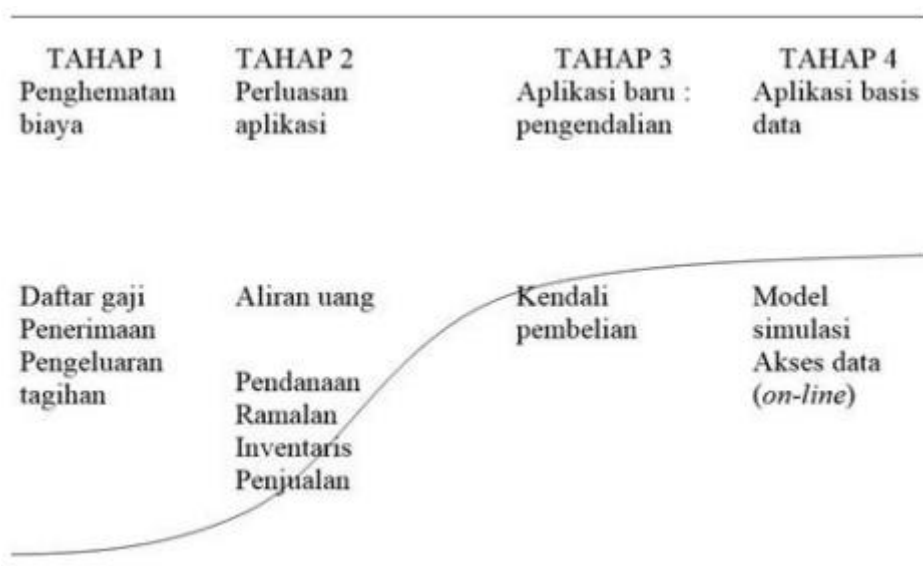 TAHAP 1
Penghematan
biaya
TAHAP 2
Perluasan
aplikasi
TAHAP 3
Aplikasi baru :
pengendalian
TAHAP 4
Aplikasi basis
data
Daftar gaji
Penerimaan
Pengeluaran
tagihan
Aliran uang
Pendanaan
Ramalan
Inventaris
Penjualan
Kendali
pembelian
Model
simulasi
Akses data
(on-line)